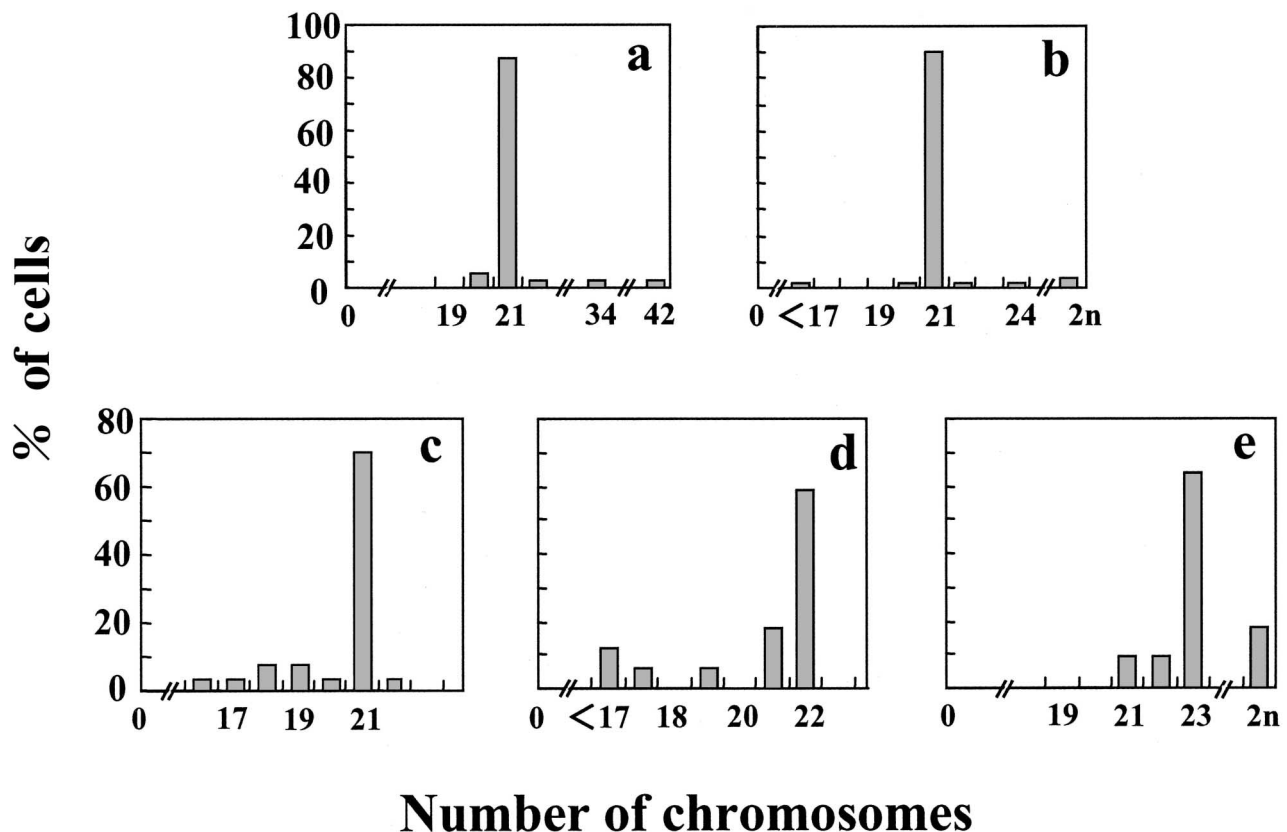 % of cells
100
80
60
40
20
0
a
0 19 21 34 42
b
0 <17 19 21 24 2n
80
60
40
20
0
c
0 17 19 21
d
0 <17 18 20 22
e
0 19 21 23 2n
Number of chromosomes